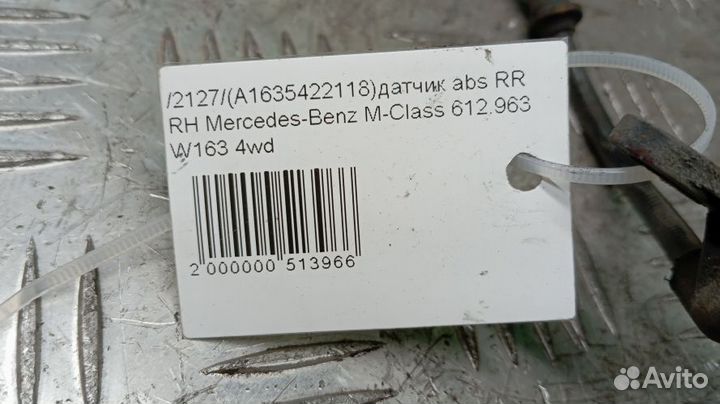 /2127/(A1635422118)датчик abs RR
RH Mercedes-Benz M-Class 612.963
W163 4wd
2 000000 513966
Avito